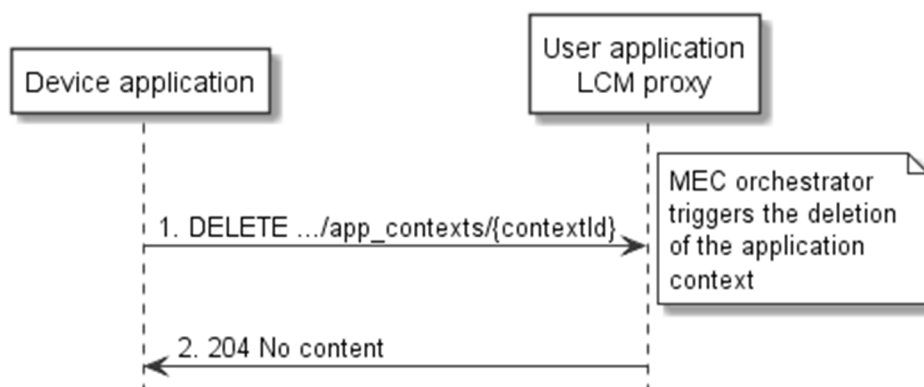 Device application
User application
LCM proxy
MEC orchestrator
triggers the deletion
of the application
context
1. DELETE .../app_contexts/{contextId}
2. 204 No content